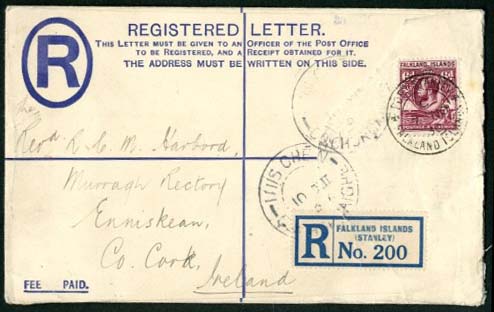 REGISTERED LETTER.
THIS LETTER MUST BE GIVEN TO AN OFFICER OF THE POST OFFICE
TO BE REGISTERED, AND A RECEIPT OBTAINED FOR IT.
THE ADDRESS MUST BE WRITTEN ON THIS SIDE.
R
FALKLAND ISLANDS
Revd R. C. M. Harbord,
Murragh Rectory
Enniskean,
Co. Cork,
Ireland
R
FALKLAND ISLANDS
(STANLEY)
No. 200
FEE PAID.